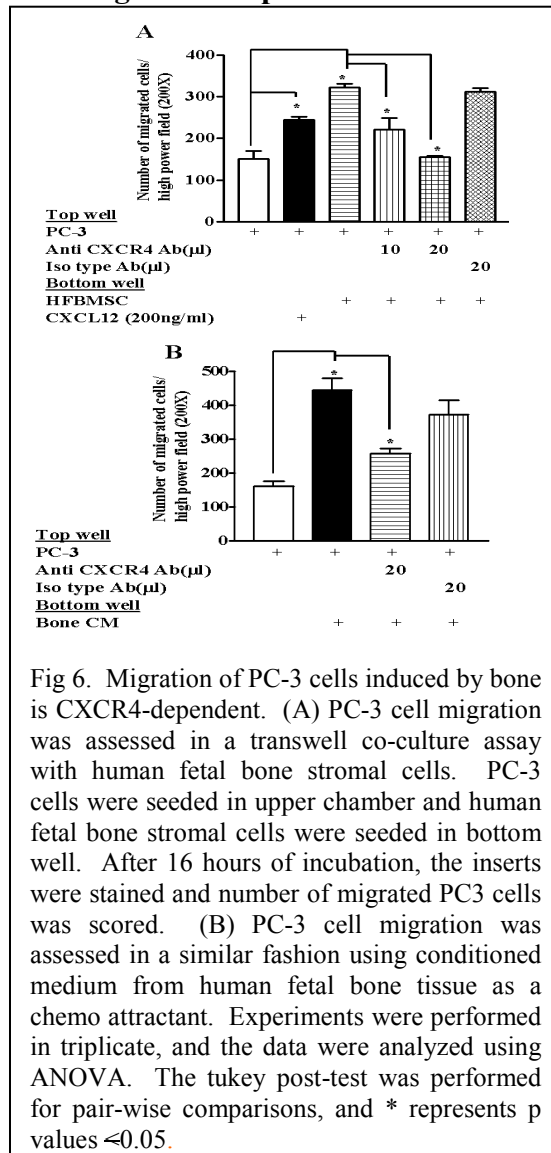 A
Number of migrated cells/
high power field (200X)
400
300
200
100
0
* * * *
Top well
PC-3 + + + + + +
Anti CXCR4 Ab(µl) 10 20
Iso type Ab(µl) 20
Bottom well
HFBMSC + + + +
CXCL12 (200ng/ml) +
B
Number of migrated cells/
high power field (200X)
500
400
300
200
100
0
* *
Top well
PC-3 + + + +
Anti CXCR4 Ab(µl) 20
Iso type Ab(µl) 20
Bottom well
Bone CM + + +
Fig 6. Migration of PC-3 cells induced by bone
is CXCR4-dependent. (A) PC-3 cell migration
was assessed in a transwell co-culture assay
with human fetal bone stromal cells. PC-3
cells were seeded in upper chamber and human
fetal bone stromal cells were seeded in bottom
well. After 16 hours of incubation, the inserts
were stained and number of migrated PC3 cells
was scored. (B) PC-3 cell migration was
assessed in a similar fashion using conditioned
medium from human fetal bone tissue as a
chemo attractant. Experiments were performed
in triplicate, and the data were analyzed using
ANOVA. The tukey post-test was performed
for pair-wise comparisons, and * represents p
values <0.05.